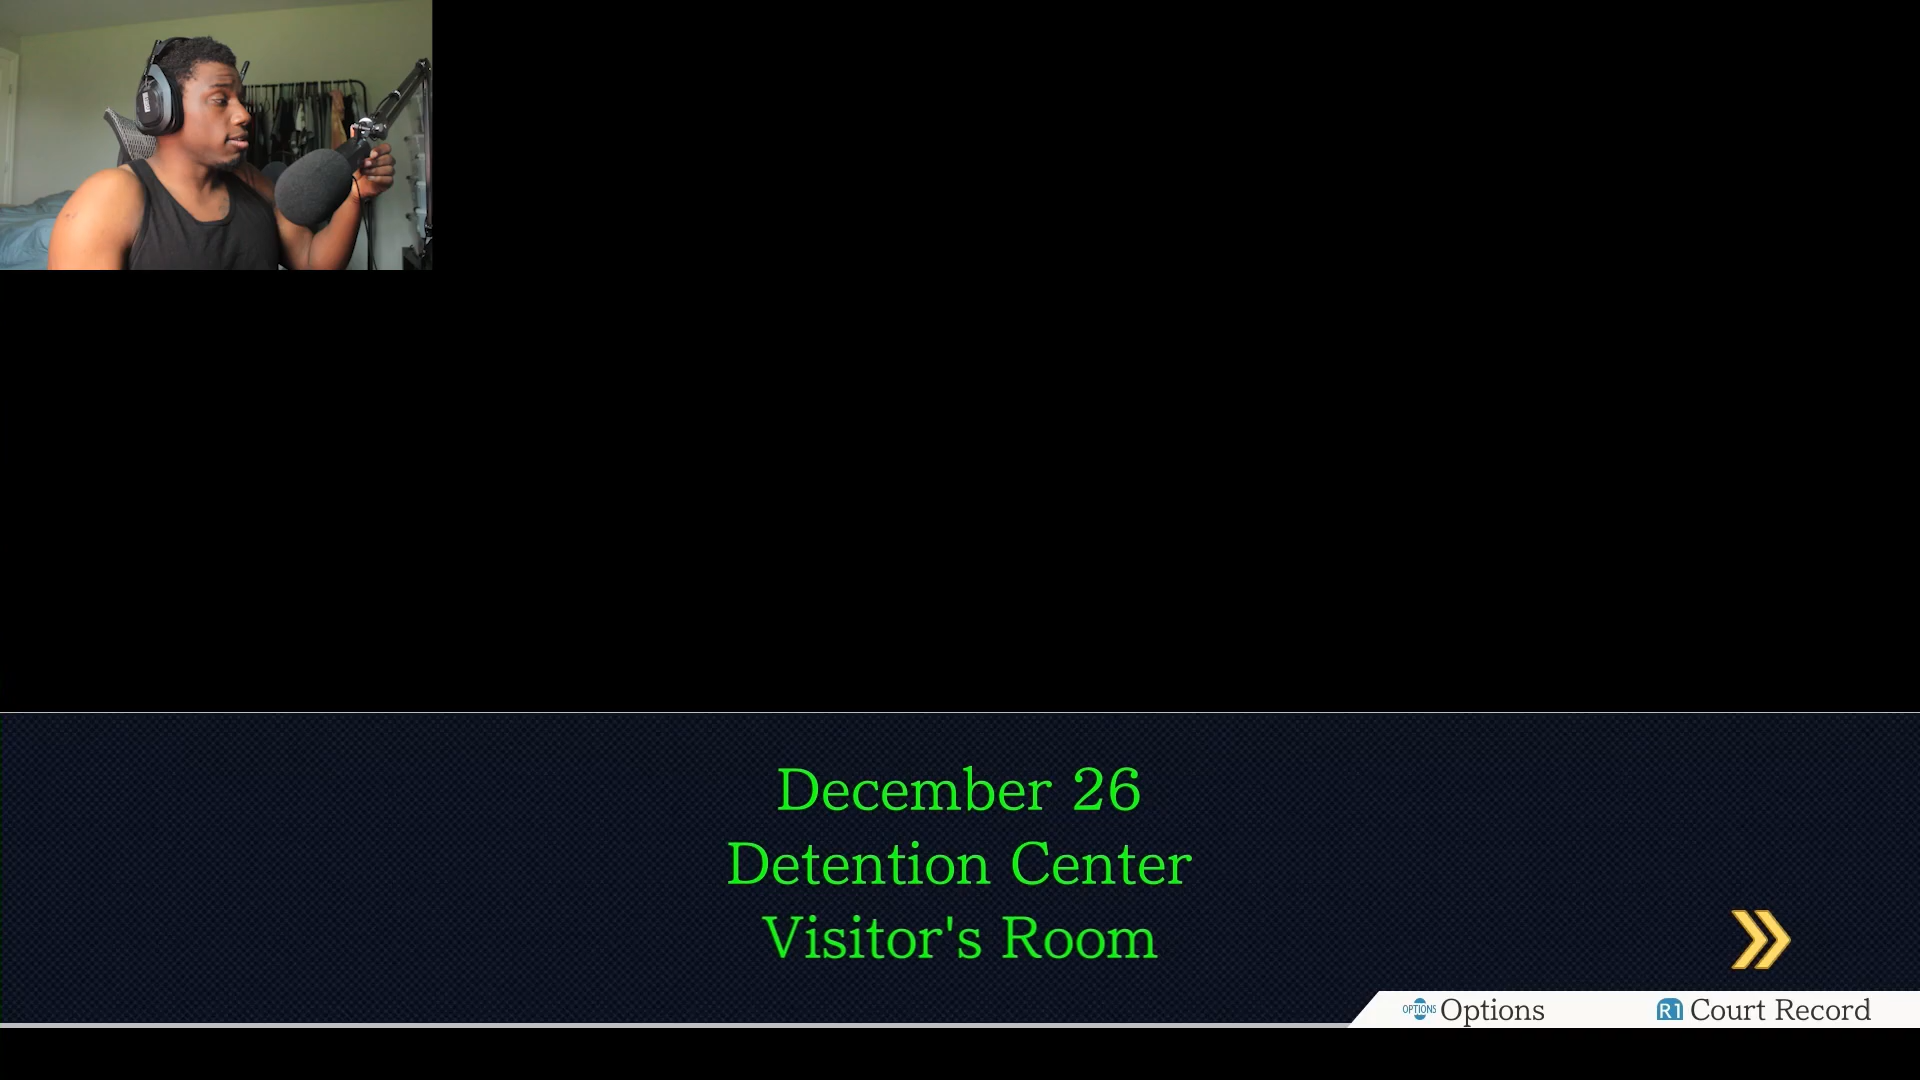 December 26
Detention Center
Visitor's Room
OPTIONS Options
R1 Court Record